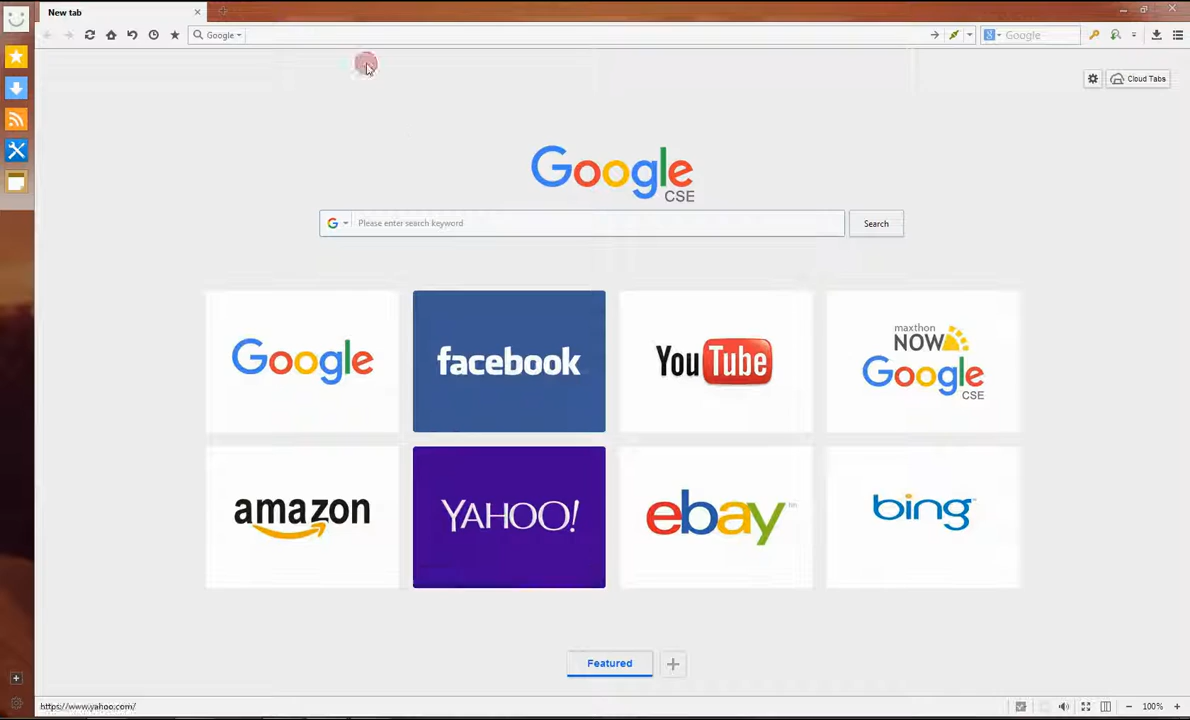 New tab
Google
Google
Cloud Tabs
Google
CSE
G
Please enter search keyword
Search
Google
facebook
YouTube
maxthon
NOW
Google
CSE
amazon
YAHOO!
ebay
bing
Featured
https://www.yahoo.com/
100%